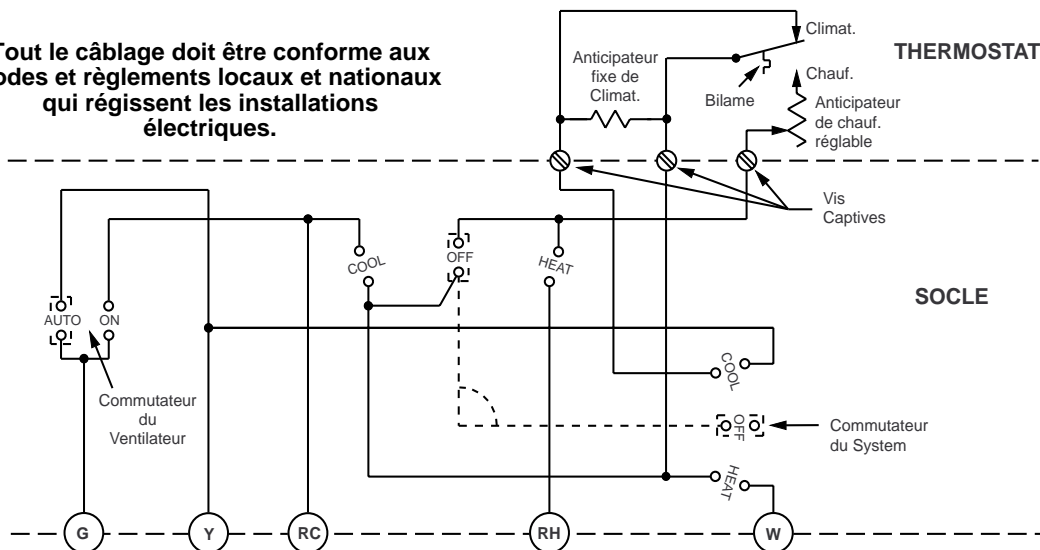 Tout le câblage doit être conforme aux
odes et règlements locaux et nationaux
qui régissent les installations
électriques.
Climat.
THERMOSTAT
Anticipateur
fixe de
Climat.
Bilame
Chauf.
Anticipateur
de chauf.
réglable
Vis
Captives
COOL
OFF
HEAT
SOCLE
AUTO
ON
COOL
Commutateur
du
Ventilateur
OFF
Commutateur
du System
HEAT
G
Y
RC
RH
W